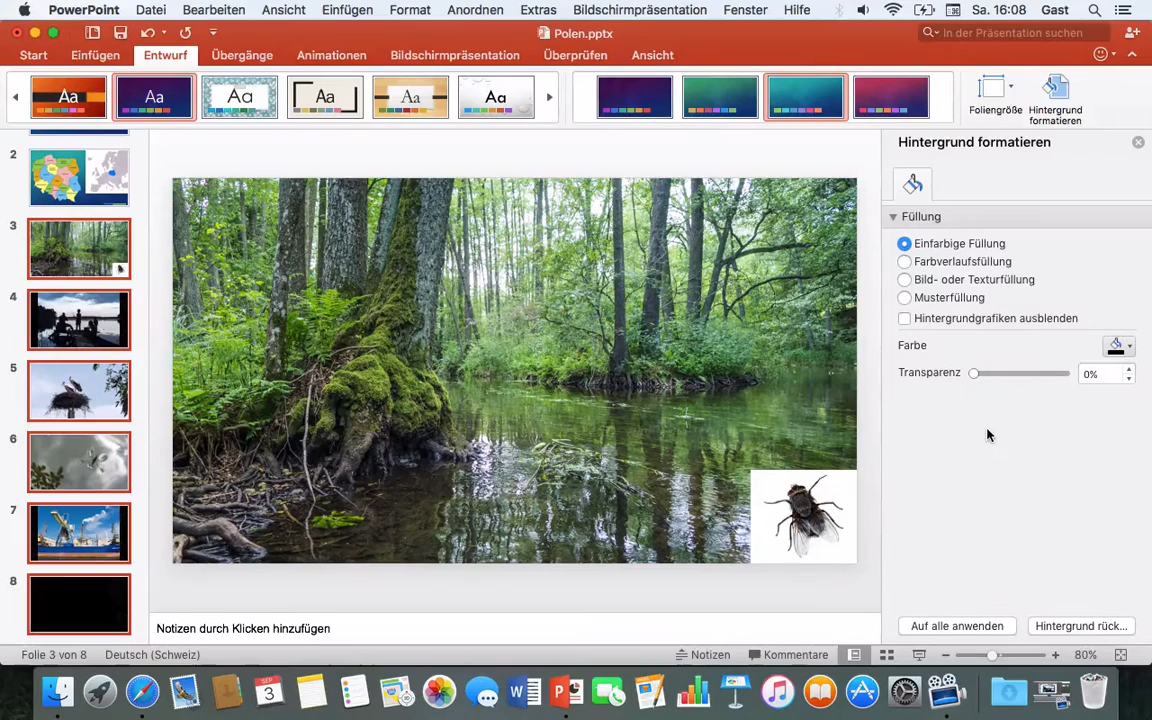 PowerPoint Datei Bearbeiten Ansicht Einfügen Format Anordnen Extras Bildschirmpräsentation Fenster Hilfe Sa. 16:08 Gast
Polen.pptx
In der Präsentation suchen
Start Einfügen Entwurf Übergänge Animationen Bildschirmpräsentation Überprüfen Ansicht
Aa Aa Aa Aa Aa Aa
Foliengröße
Hintergrund
formatieren
Hintergrund formatieren
Füllung
Einfarbige Füllung
Farbverlaufsfüllung
Bild- oder Texturfüllung
Musterfüllung
Hintergrundgrafiken ausblenden
Farbe
Transparenz 0%
Auf alle anwenden Hintergrund rück...
2
3
4
5
6
7
8
Notizen durch Klicken hinzufügen
Folie 3 von 8 Deutsch (Schweiz) Notizen Kommentare 80%
SEP
3